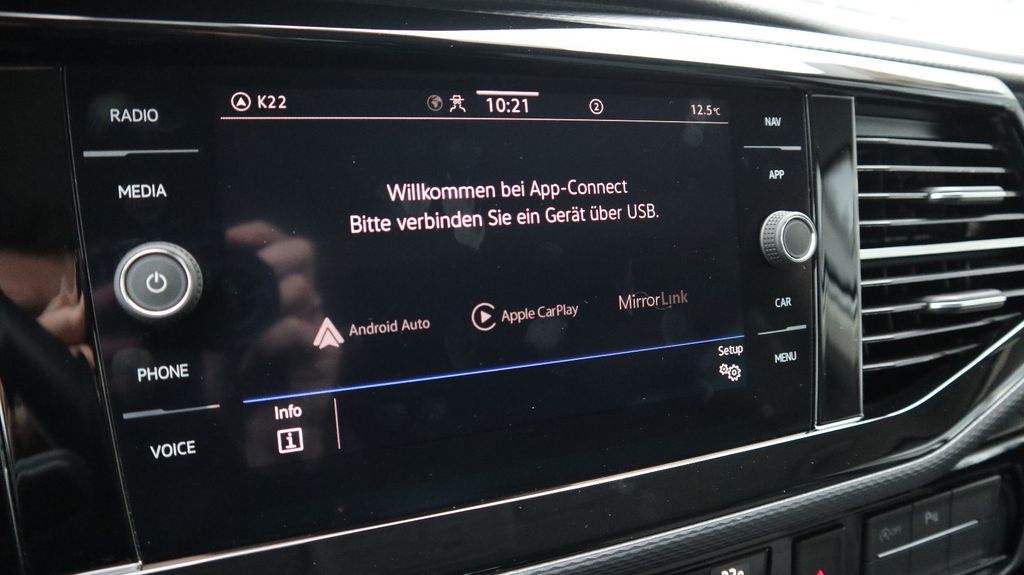 RADIO
MEDIA
PHONE
VOICE
K22
10:21
2
12.5°C
Willkommen bei App-Connect
Bitte verbinden Sie ein Gerät über USB.
Android Auto
Apple CarPlay
MirrorLink
Setup
Info
i
NAV
APP
CAR
MENU